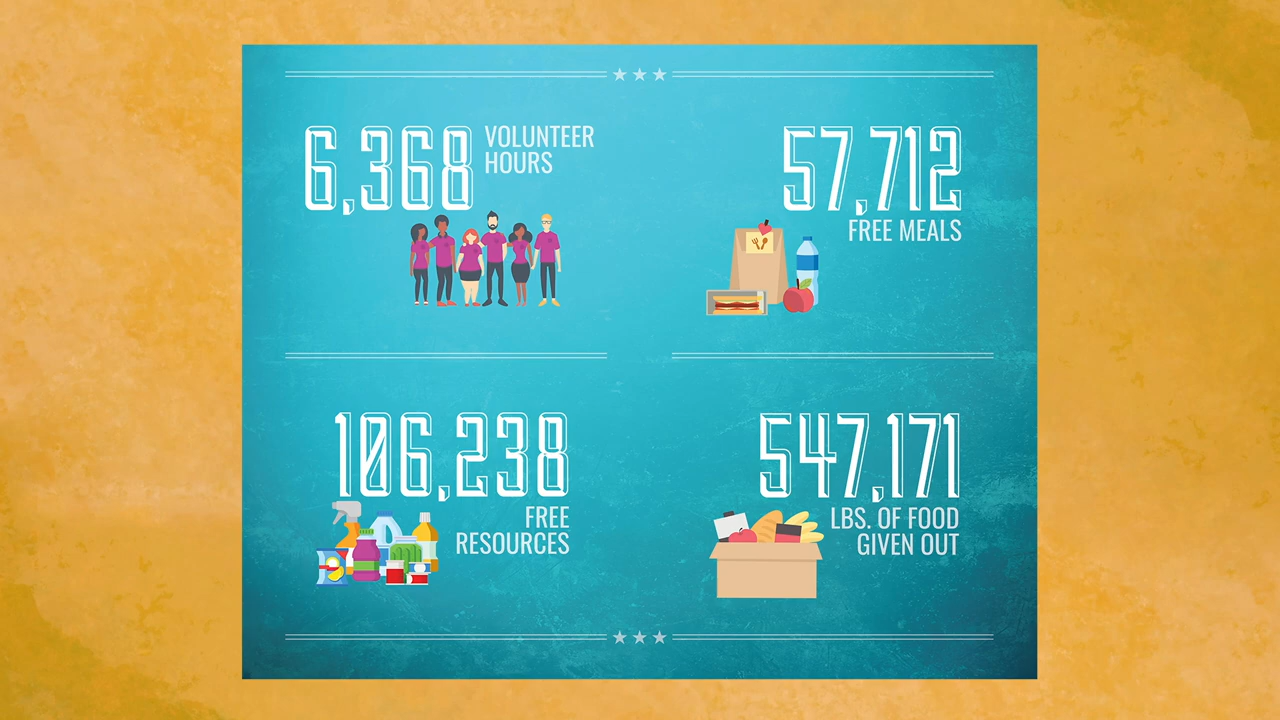 6,368 VOLUNTEER
HOURS
57,712
FREE MEALS
106,238
FREE
RESOURCES
547,171
LBS. OF FOOD
GIVEN OUT